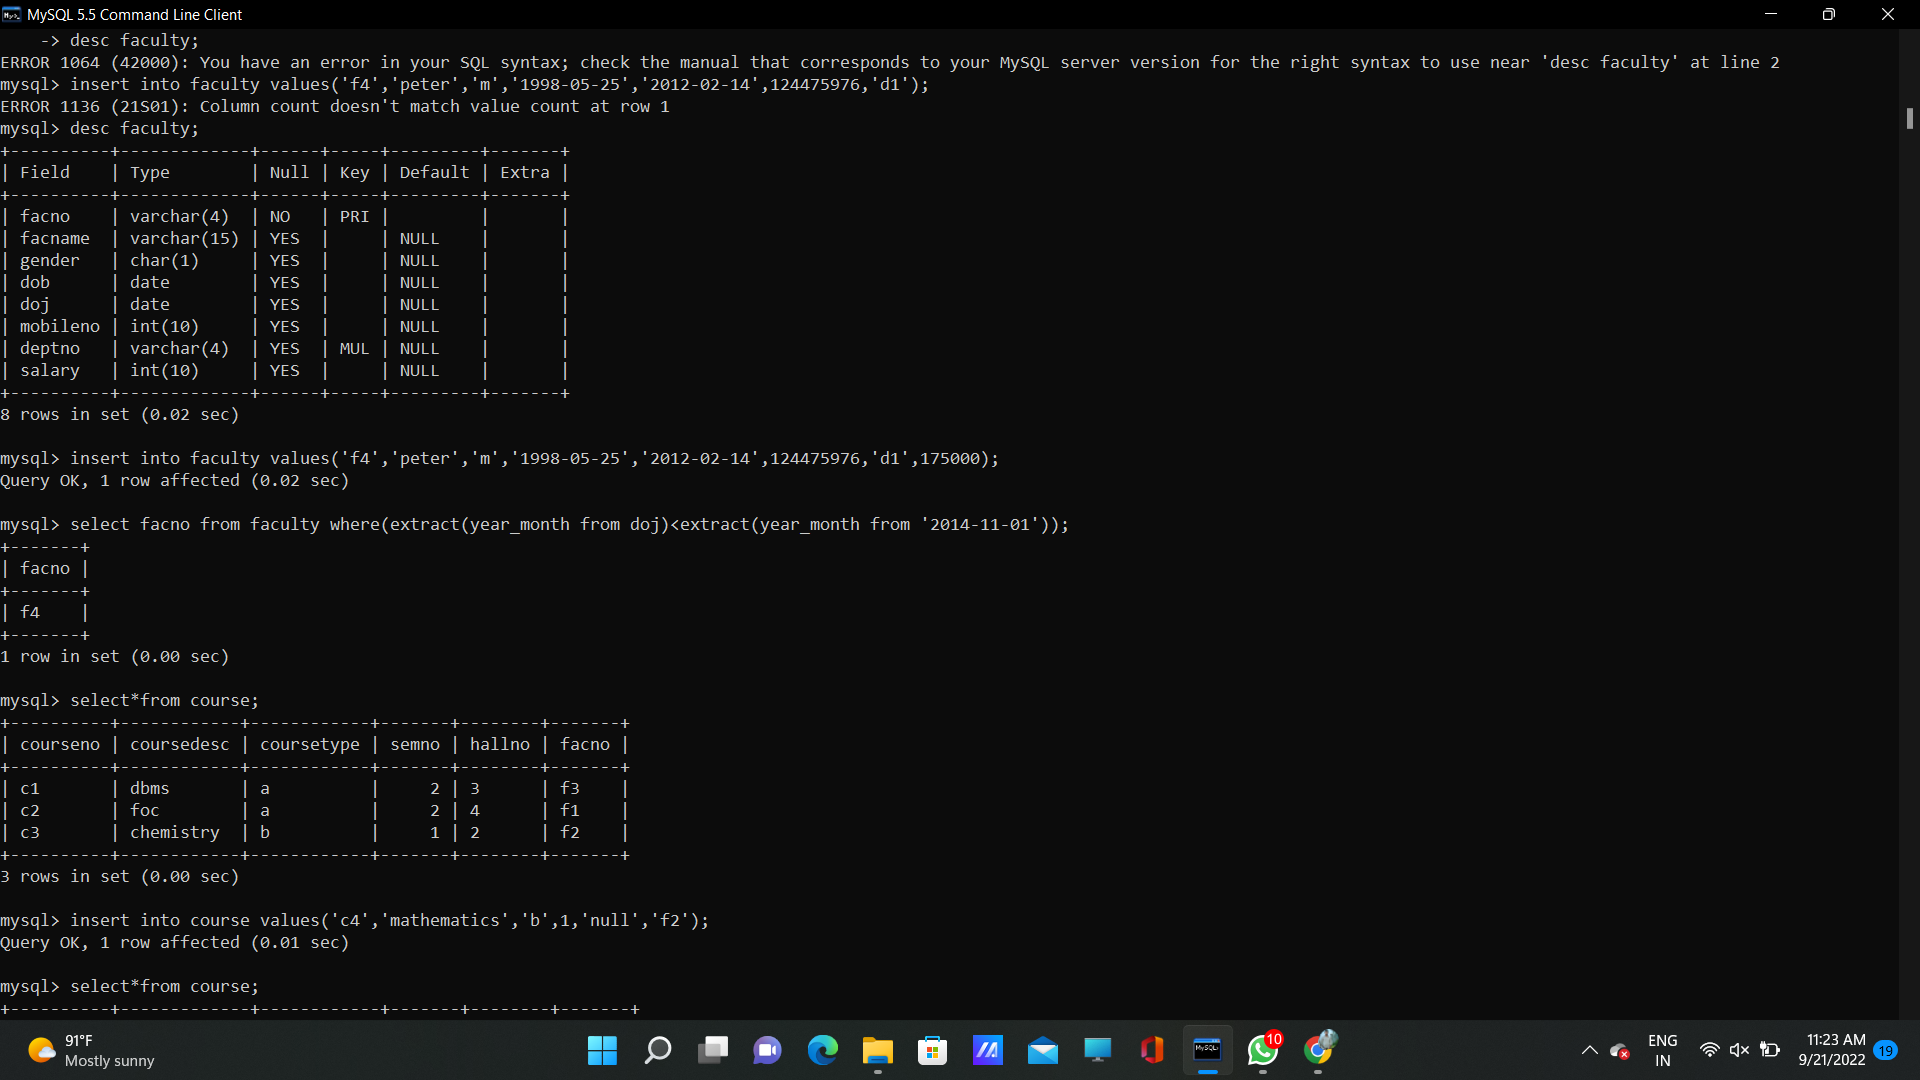 MySQL 5.5 Command Line Client
    -> desc faculty;
ERROR 1064 (42000): You have an error in your SQL syntax; check the manual that corresponds to your MySQL server version for the right syntax to use near 'desc faculty' at line 2
mysql> insert into faculty values('f4','peter','m','1998-05-25','2012-02-14',124475976,'d1');
ERROR 1136 (21S01): Column count doesn't match value count at row 1
mysql> desc faculty;
+----------+-------------+------+-----+---------+-------+
| Field    | Type        | Null | Key | Default | Extra |
+----------+-------------+------+-----+---------+-------+
| facno    | varchar(4)  | NO   | PRI |         |       |
| facname  | varchar(15) | YES  |     | NULL    |       |
| gender   | char(1)     | YES  |     | NULL    |       |
| dob      | date        | YES  |     | NULL    |       |
| doj      | date        | YES  |     | NULL    |       |
| mobileno | int(10)     | YES  |     | NULL    |       |
| deptno   | varchar(4)  | YES  | MUL | NULL    |       |
| salary   | int(10)     | YES  |     | NULL    |       |
+----------+-------------+------+-----+---------+-------+
8 rows in set (0.02 sec)
mysql> insert into faculty values('f4','peter','m','1998-05-25','2012-02-14',124475976,'d1',175000);
Query OK, 1 row affected (0.02 sec)
mysql> select facno from faculty where(extract(year_month from doj)<extract(year_month from '2014-11-01'));
+-------+
| facno |
+-------+
| f4    |
+-------+
1 row in set (0.00 sec)
mysql> select*from course;
+----------+------------+------------+-------+--------+-------+
| courseno | coursedesc | coursetype | semno | hallno | facno |
+----------+------------+------------+-------+--------+-------+
| c1       | dbms       | a          |     2 | 3      | f3    |
| c2       | foc        | a          |     2 | 4      | f1    |
| c3       | chemistry  | b          |     1 | 2      | f2    |
+----------+------------+------------+-------+--------+-------+
3 rows in set (0.00 sec)
mysql> insert into course values('c4','mathematics','b',1,'null','f2');
Query OK, 1 row affected (0.01 sec)
mysql> select*from course;
+----------+-------------+------------+-------+--------+-------+
91°F
Mostly sunny
MySQL
10
ENG
IN
11:23 AM
9/21/2022
19